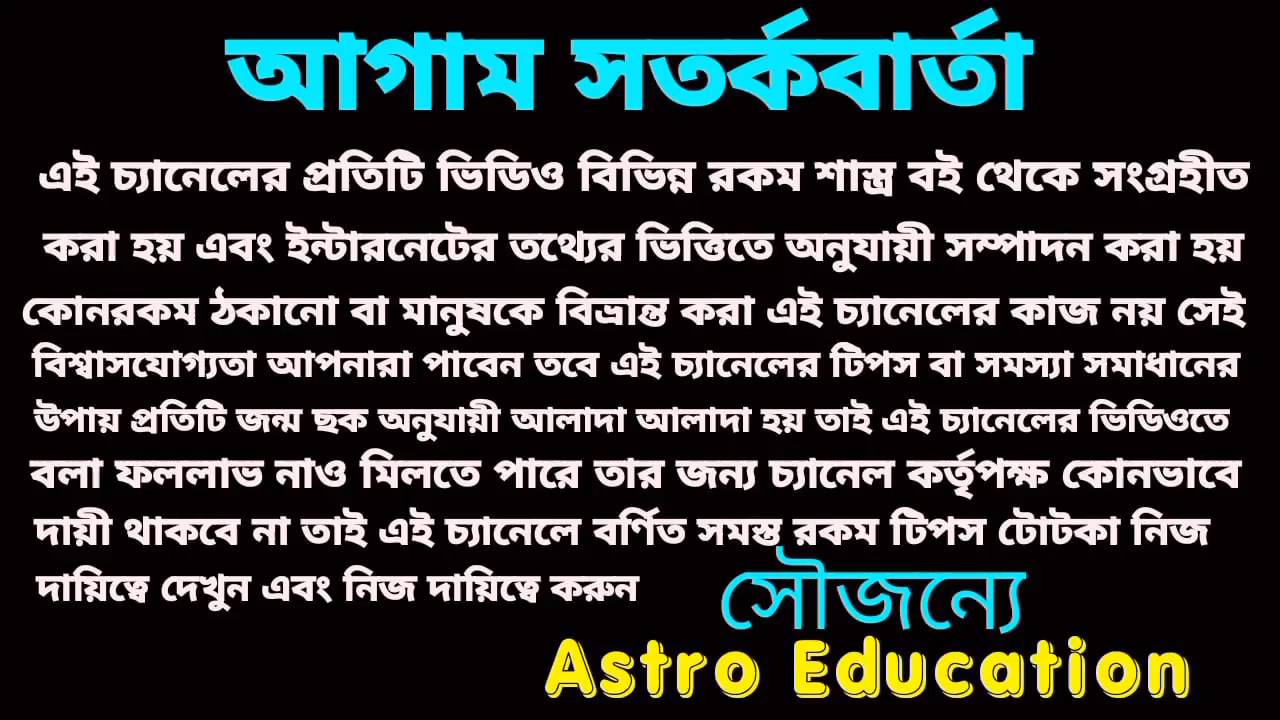 আগাম সতর্কবার্তা
এই চ্যানেলের প্রতিটি ভিডিও বিভিন্ন রকম শাস্ত্র বই থেকে সংগ্রহীত
করা হয় এবং ইন্টারনেটের তথ্যের ভিত্তিতে অনুযায়ী সম্পাদন করা হয়
কোনরকম ঠকানো বা মানুষকে বিভ্রান্ত করা এই চ্যানেলের কাজ নয় সেই
বিশ্বাসযোগ্যতা আপনারা পাবেন তবে এই চ্যানেলের টিপস বা সমস্যা সমাধানের
উপায় প্রতিটি জন্ম ছক অনুযায়ী আলাদা আলাদা হয় তাই এই চ্যানেলের ভিডিওতে
বলা ফললাভ নাও মিলতে পারে তার জন্য চ্যানেল কর্তৃপক্ষ কোনভাবে
দায়ী থাকবে না তাই এই চ্যানেলে বর্ণিত সমস্ত রকম টিপস টোটকা নিজ
দায়িত্বে দেখুন এবং নিজ দায়িত্বে করুন
সৌজন্যে
Astro Education